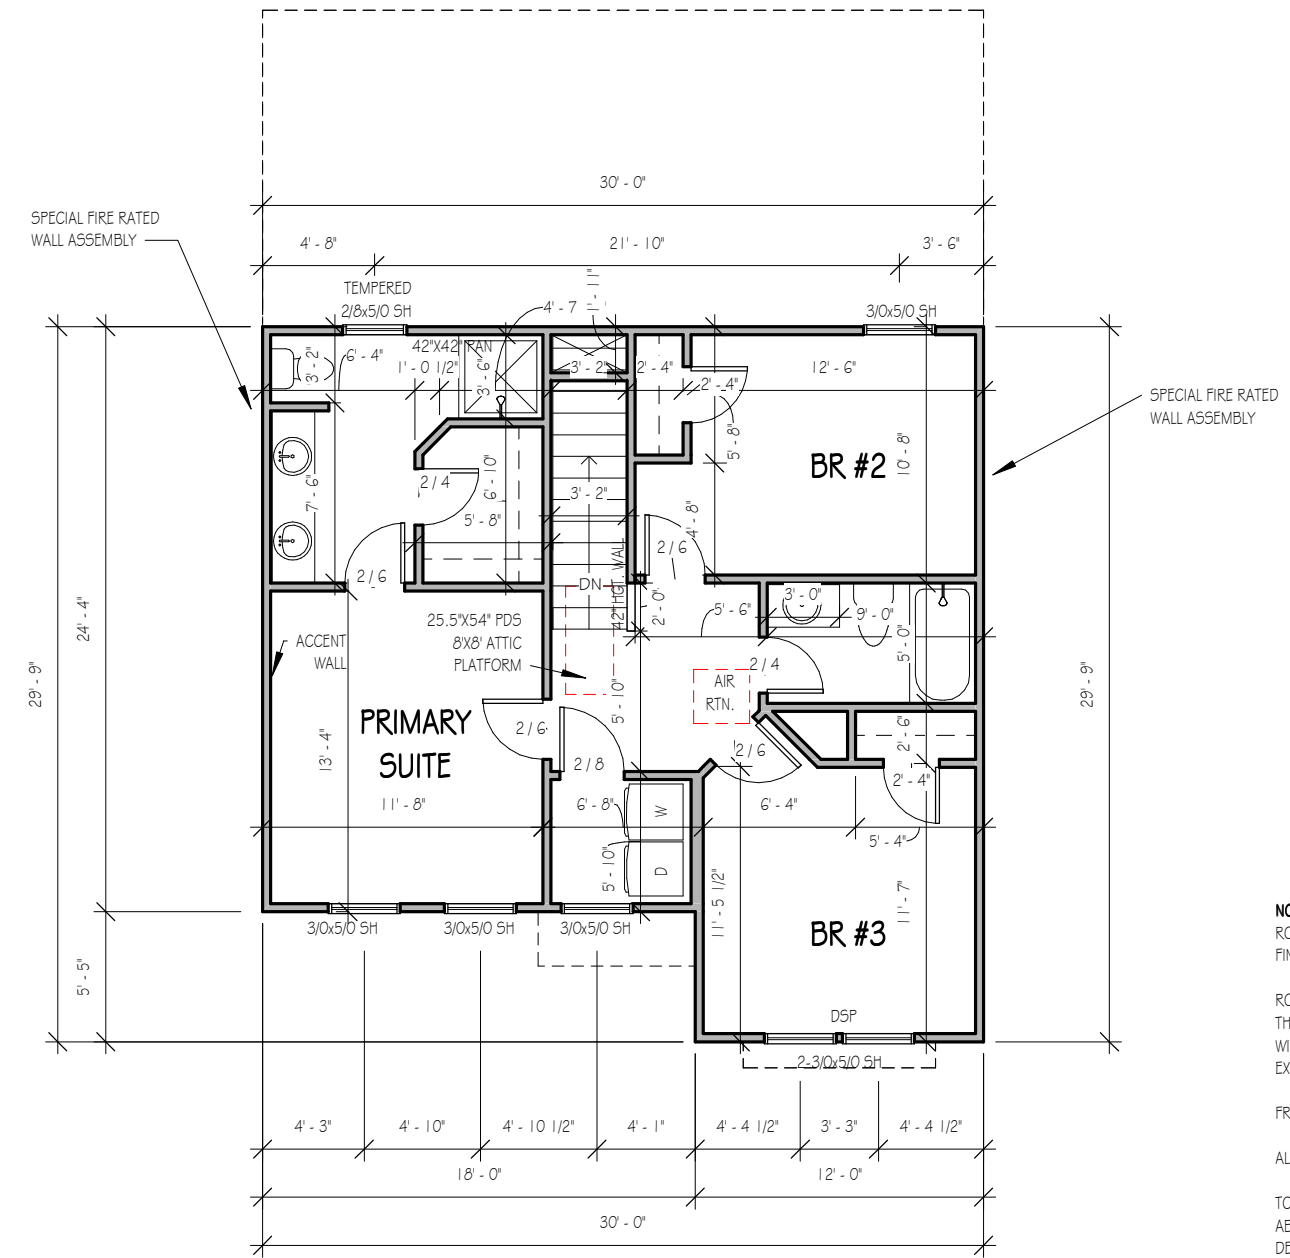 30' - 0"
4' - 8"
21' - 10"
3' - 6"
SPECIAL FIRE RATED
WALL ASSEMBLY
TEMPERED
2/8x5/0 SH
4' - 7
1' - 11"
3/0x5/0 SH
3' - 2"
6' - 4"
42"X42" PAN
1' - 0 1/2"
3' - 6"
3' - 2"
2' - 4"
2' - 4"
12' - 6"
SPECIAL FIRE RATED
WALL ASSEMBLY
5' - 8"
BR #2
10' - 8"
7' - 6"
2 / 4
6' - 10"
5' - 8"
3' - 2"
4' - 8"
2 / 6
2 / 6
42" HG'. WAL
DN
2' - 0"
3' - 0"
5' - 6"
9' - 0"
5' - 0"
24' - 4"
29' - 9"
29' - 9"
ACCENT
WALL
25.5"X54" PDS
8'X8' ATTIC
PLATFORM
2 / 4
AIR
RTN.
5' - 10"
PRIMARY
SUITE
13' - 4"
11' - 8"
2 / 6
2 / 8
2 / 6
2' - 6"
2' - 4"
6' - 8"
W
6' - 4"
5' - 4"
5' - 10"
D
11' - 5 1/2"
11' - 7"
BR #3
3/0x5/0 SH
3/0x5/0 SH
3/0x5/0 SH
5' - 5"
DSP
2-3/0x5/0 SH
4' - 3"
4' - 10"
4' - 10 1/2"
4' - 1"
4' - 4 1/2"
3' - 3"
4' - 4 1/2"
18' - 0"
12' - 0"
30' - 0"